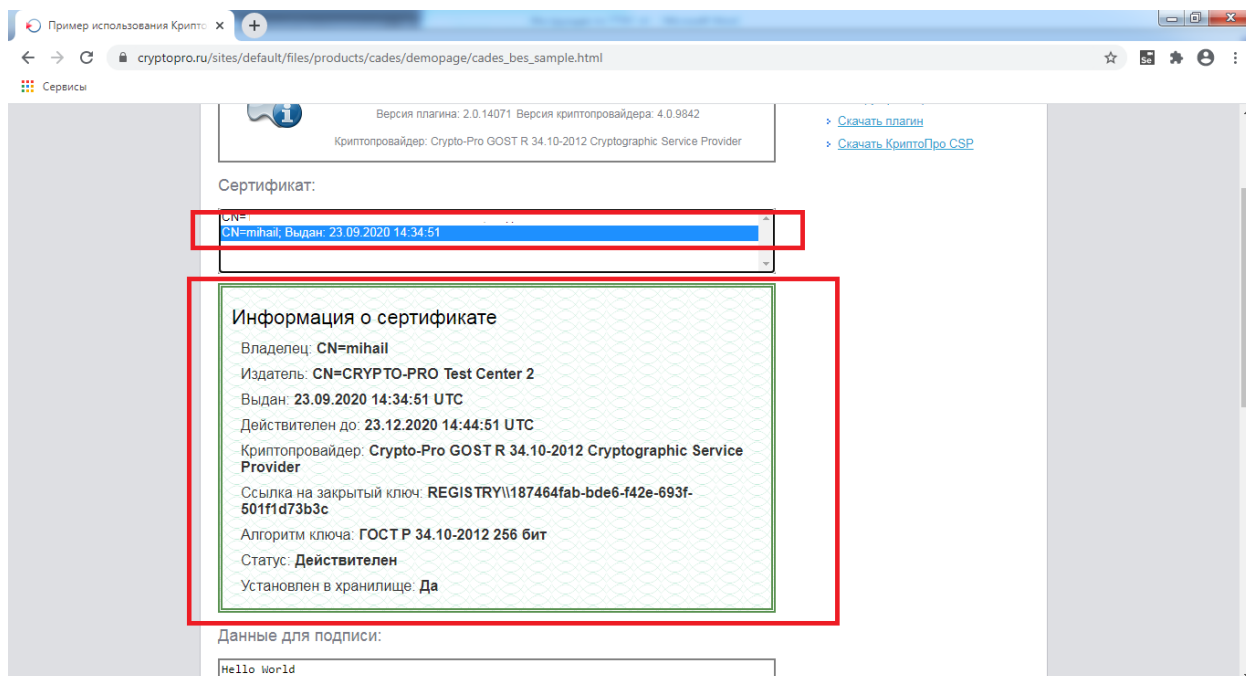 Пример использования Крипто
cryptopro.ru/sites/default/files/products/cades/demopage/cades_bes_sample.html
Se
Сервисы
Версия плагина: 2.0.14071 Версия криптопровайдера: 4.0.9842
Криптопровайдер: Crypto-Pro GOST R 34.10-2012 Cryptographic Service Provider
Скачать плагин
Скачать КриптоПро CSP
Сертификат:
CN=
CN=mihail; Выдан: 23.09.2020 14:34:51
Информация о сертификате
Владелец: CN=mihail
Издатель: CN=CRYPTO-PRO Test Center 2
Выдан: 23.09.2020 14:34:51 UTC
Действителен до: 23.12.2020 14:44:51 UTC
Криптопровайдер: Crypto-Pro GOST R 34.10-2012 Cryptographic Service
Provider
Ссылка на закрытый ключ: REGISTRY\\187464fab-bde6-f42e-693f-
501f1d73b3c
Алгоритм ключа: ГОСТ Р 34.10-2012 256 бит
Статус: Действителен
Установлен в хранилище: Да
Данные для подписи:
Hello World